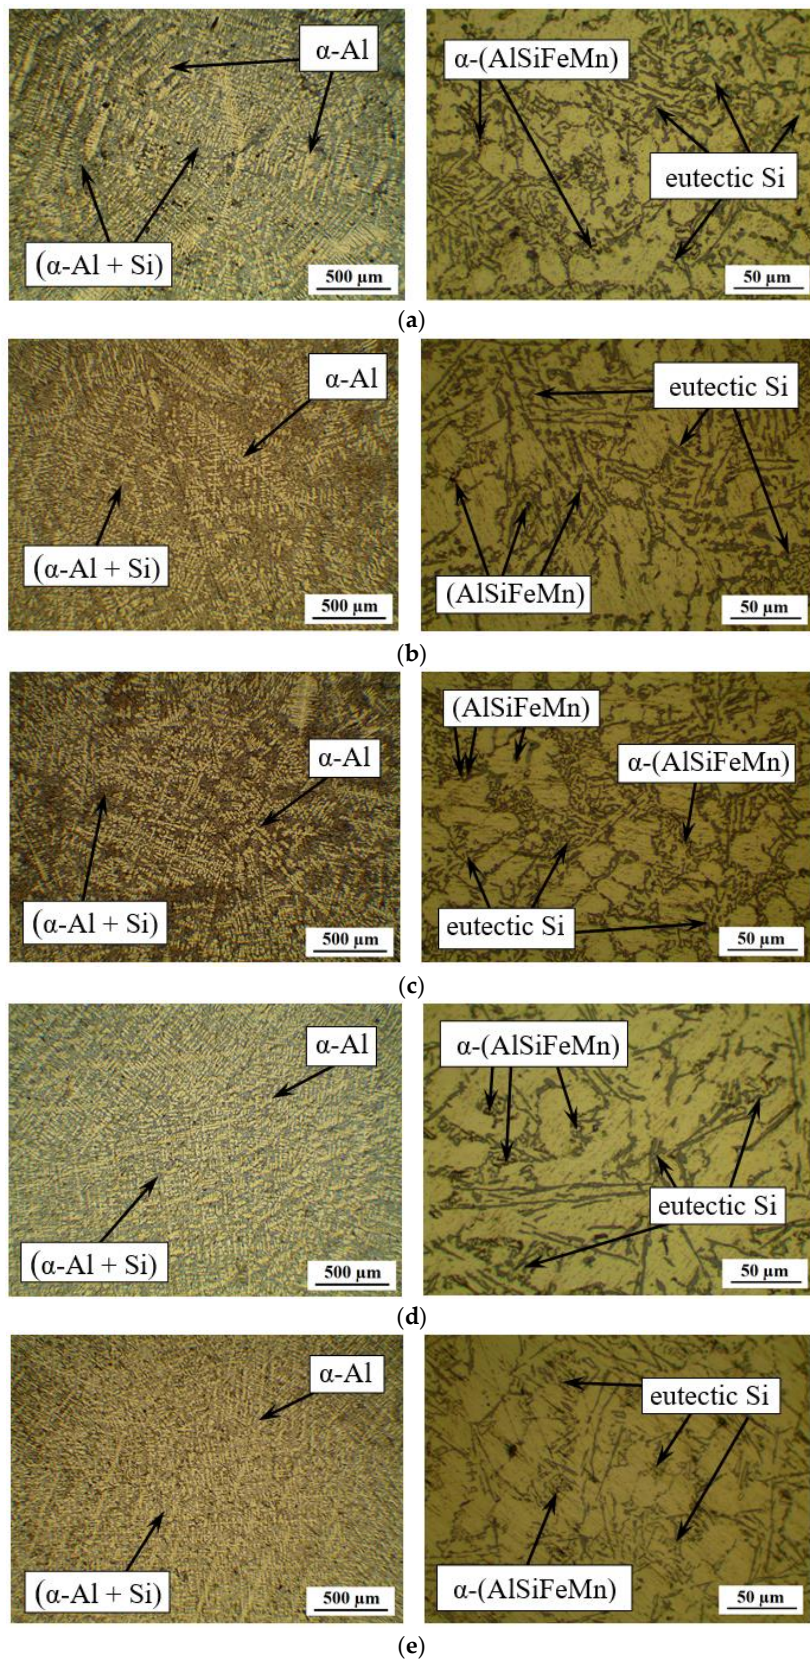 α-Al
(α-Al + Si)
500 µm
α-(AlSiFeMn)
eutectic Si
50 µm
(a)
α-Al
(α-Al + Si)
500 µm
eutectic Si
(AlSiFeMn)
50 µm
(b)
α-Al
(α-Al + Si)
500 µm
(AlSiFeMn)
α-(AlSiFeMn)
eutectic Si
50 µm
(c)
α-Al
(α-Al + Si)
500 µm
α-(AlSiFeMn)
eutectic Si
50 µm
(d)
α-Al
(α-Al + Si)
500 µm
eutectic Si
α-(AlSiFeMn)
50 µm
(e)